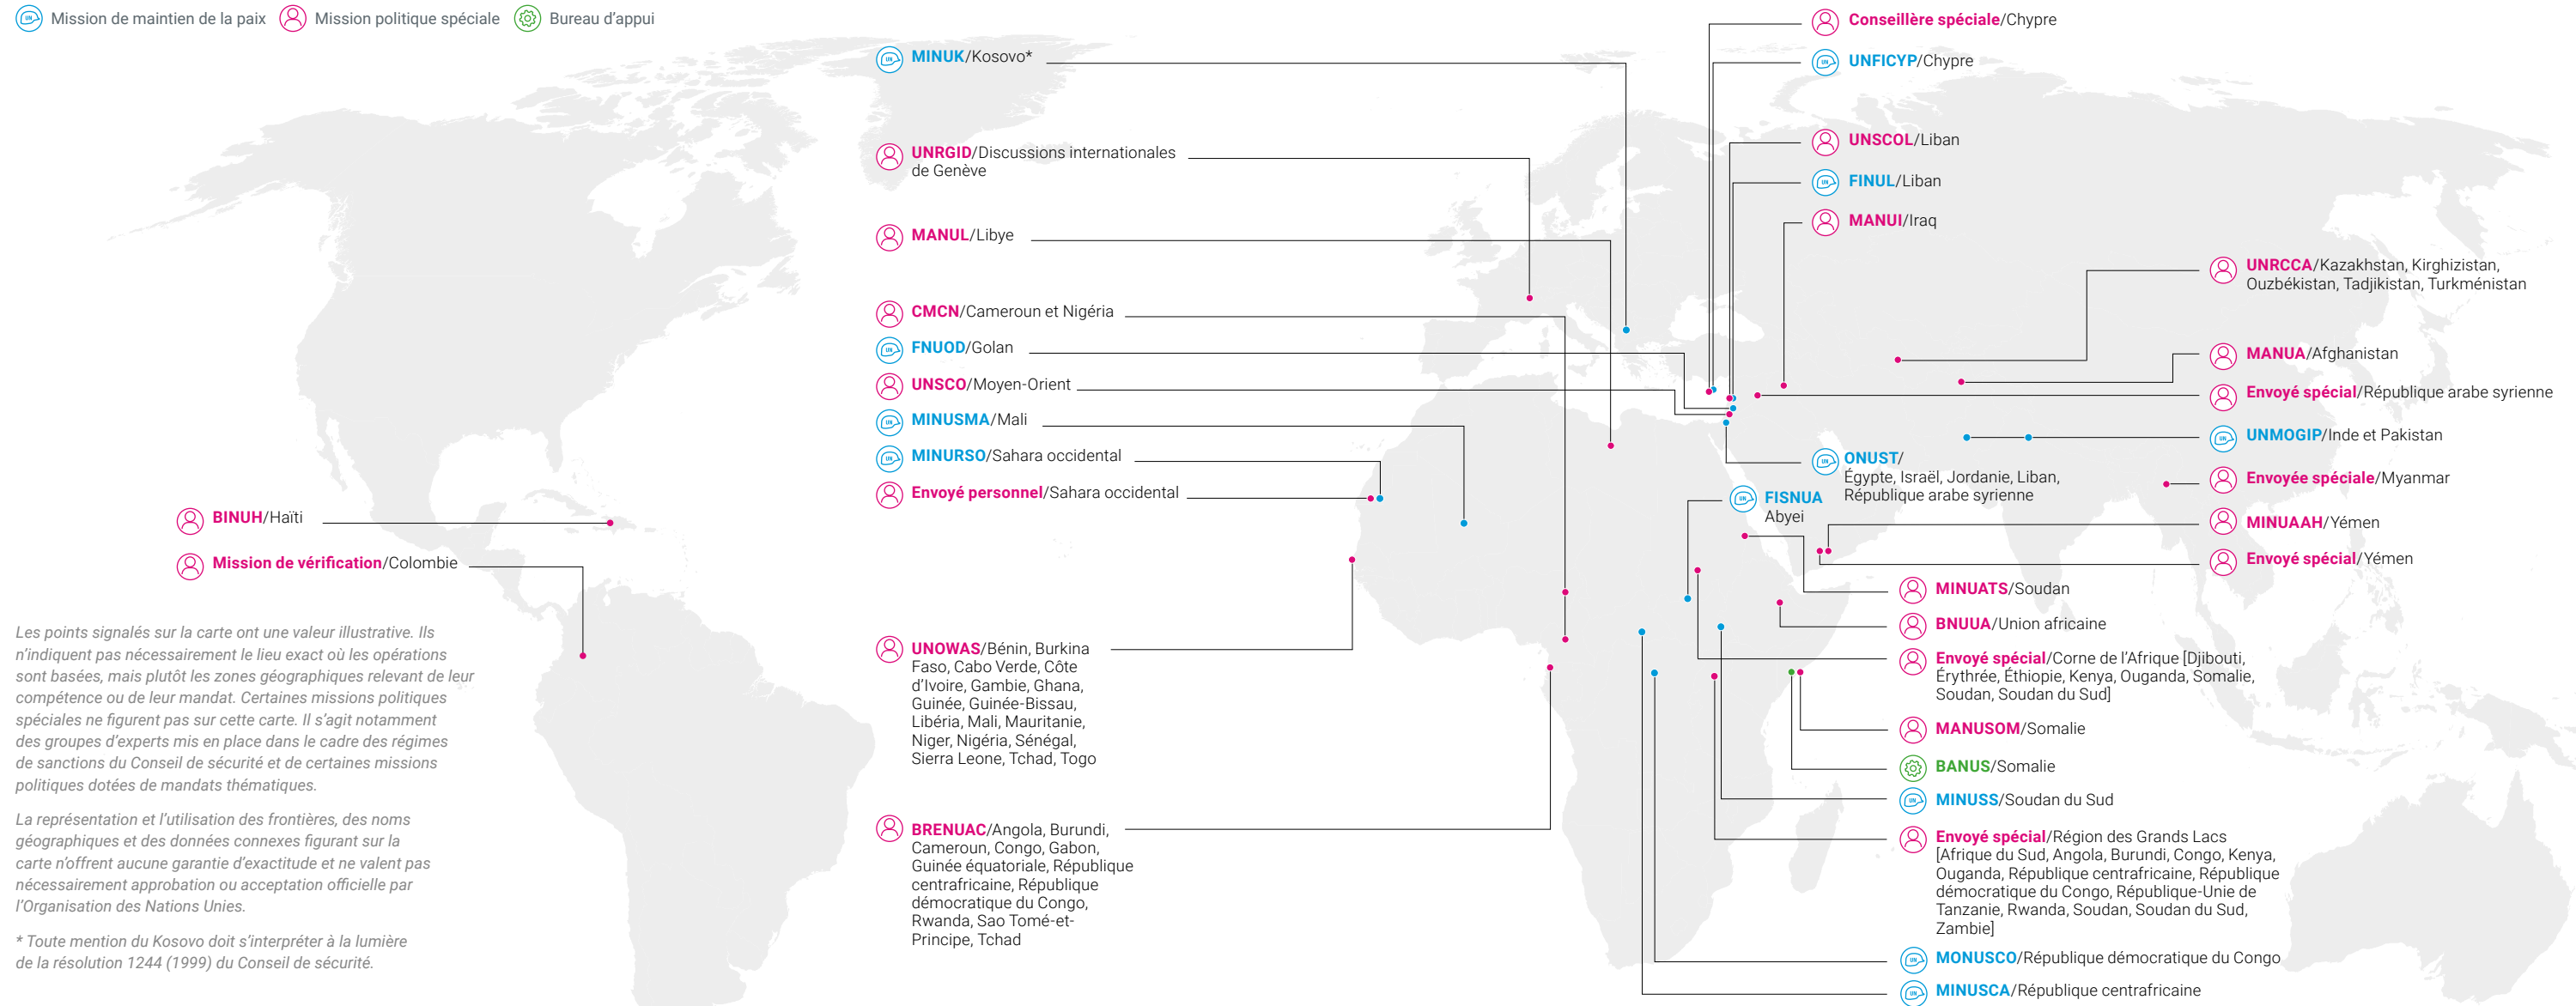 Mission de maintien de la paix Mission politique spéciale Bureau d'appui
MINUK/Kosovo*
UNRGID/Discussions internationales
de Genève
MANUL/Libye
CMCN/Cameroun et Nigéria
FNUOD/Golan
UNSCO/Moyen-Orient
MINUSMA/Mali
MINURSO/Sahara occidental
Envoyé personnel/Sahara occidental
BINUH/Haïti
Mission de vérification/Colombie
Les points signalés sur la carte ont une valeur illustrative. Ils
n'indiquent pas nécessairement le lieu exact où les opérations
sont basées, mais plutôt les zones géographiques relevant de leur
compétence ou de leur mandat. Certaines missions politiques
spéciales ne figurent pas sur cette carte. Il s'agit notamment
des groupes d'experts mis en place dans le cadre des régimes
de sanctions du Conseil de sécurité et de certaines missions
politiques dotées de mandats thématiques.
La représentation et l'utilisation des frontières, des noms
géographiques et des données connexes figurant sur la
carte n'offrent aucune garantie d'exactitude et ne valent pas
nécessairement approbation ou acceptation officielle par
l'Organisation des Nations Unies.
* Toute mention du Kosovo doit s'interpréter à la lumière
de la résolution 1244 (1999) du Conseil de sécurité.
UNOWAS/Bénin, Burkina
Faso, Cabo Verde, Côte
d'Ivoire, Gambie, Ghana,
Guinée, Guinée-Bissau,
Libéria, Mali, Mauritanie,
Niger, Nigéria, Sénégal,
Sierra Leone, Tchad, Togo
BRENUAC/Angola, Burundi,
Cameroun, Congo, Gabon,
Guinée équatoriale, République
centrafricaine, République
démocratique du Congo,
Rwanda, Sao Tomé-et-
Principe, Tchad
Conseillère spéciale/Chypre
UNFICYP/Chypre
UNSCOL/Liban
FINUL/Liban
MANUI/Iraq
UNRCCA/Kazakhstan, Kirghizistan,
Ouzbékistan, Tadjikistan, Turkménistan
MANUA/Afghanistan
Envoyé spécial/République arabe syrienne
UNMOGIP/Inde et Pakistan
ONUST/
Égypte, Israël, Jordanie, Liban,
République arabe syrienne
Envoyée spéciale/Myanmar
FISNUA
Abyei
MINUAAH/Yémen
Envoyé spécial/Yémen
MINUATS/Soudan
BNUUA/Union africaine
Envoyé spécial/Corne de l'Afrique [Djibouti,
Érythrée, Éthiopie, Kenya, Ouganda, Somalie,
Soudan, Soudan du Sud]
MANUSOM/Somalie
BANUS/Somalie
MINUSS/Soudan du Sud
Envoyé spécial/Région des Grands Lacs
[Afrique du Sud, Angola, Burundi, Congo, Kenya,
Ouganda, République centrafricaine, République
démocratique du Congo, République-Unie de
Tanzanie, Rwanda, Soudan, Soudan du Sud,
Zambie]
MONUSCO/République démocratique du Congo
MINUSCA/République centrafricaine